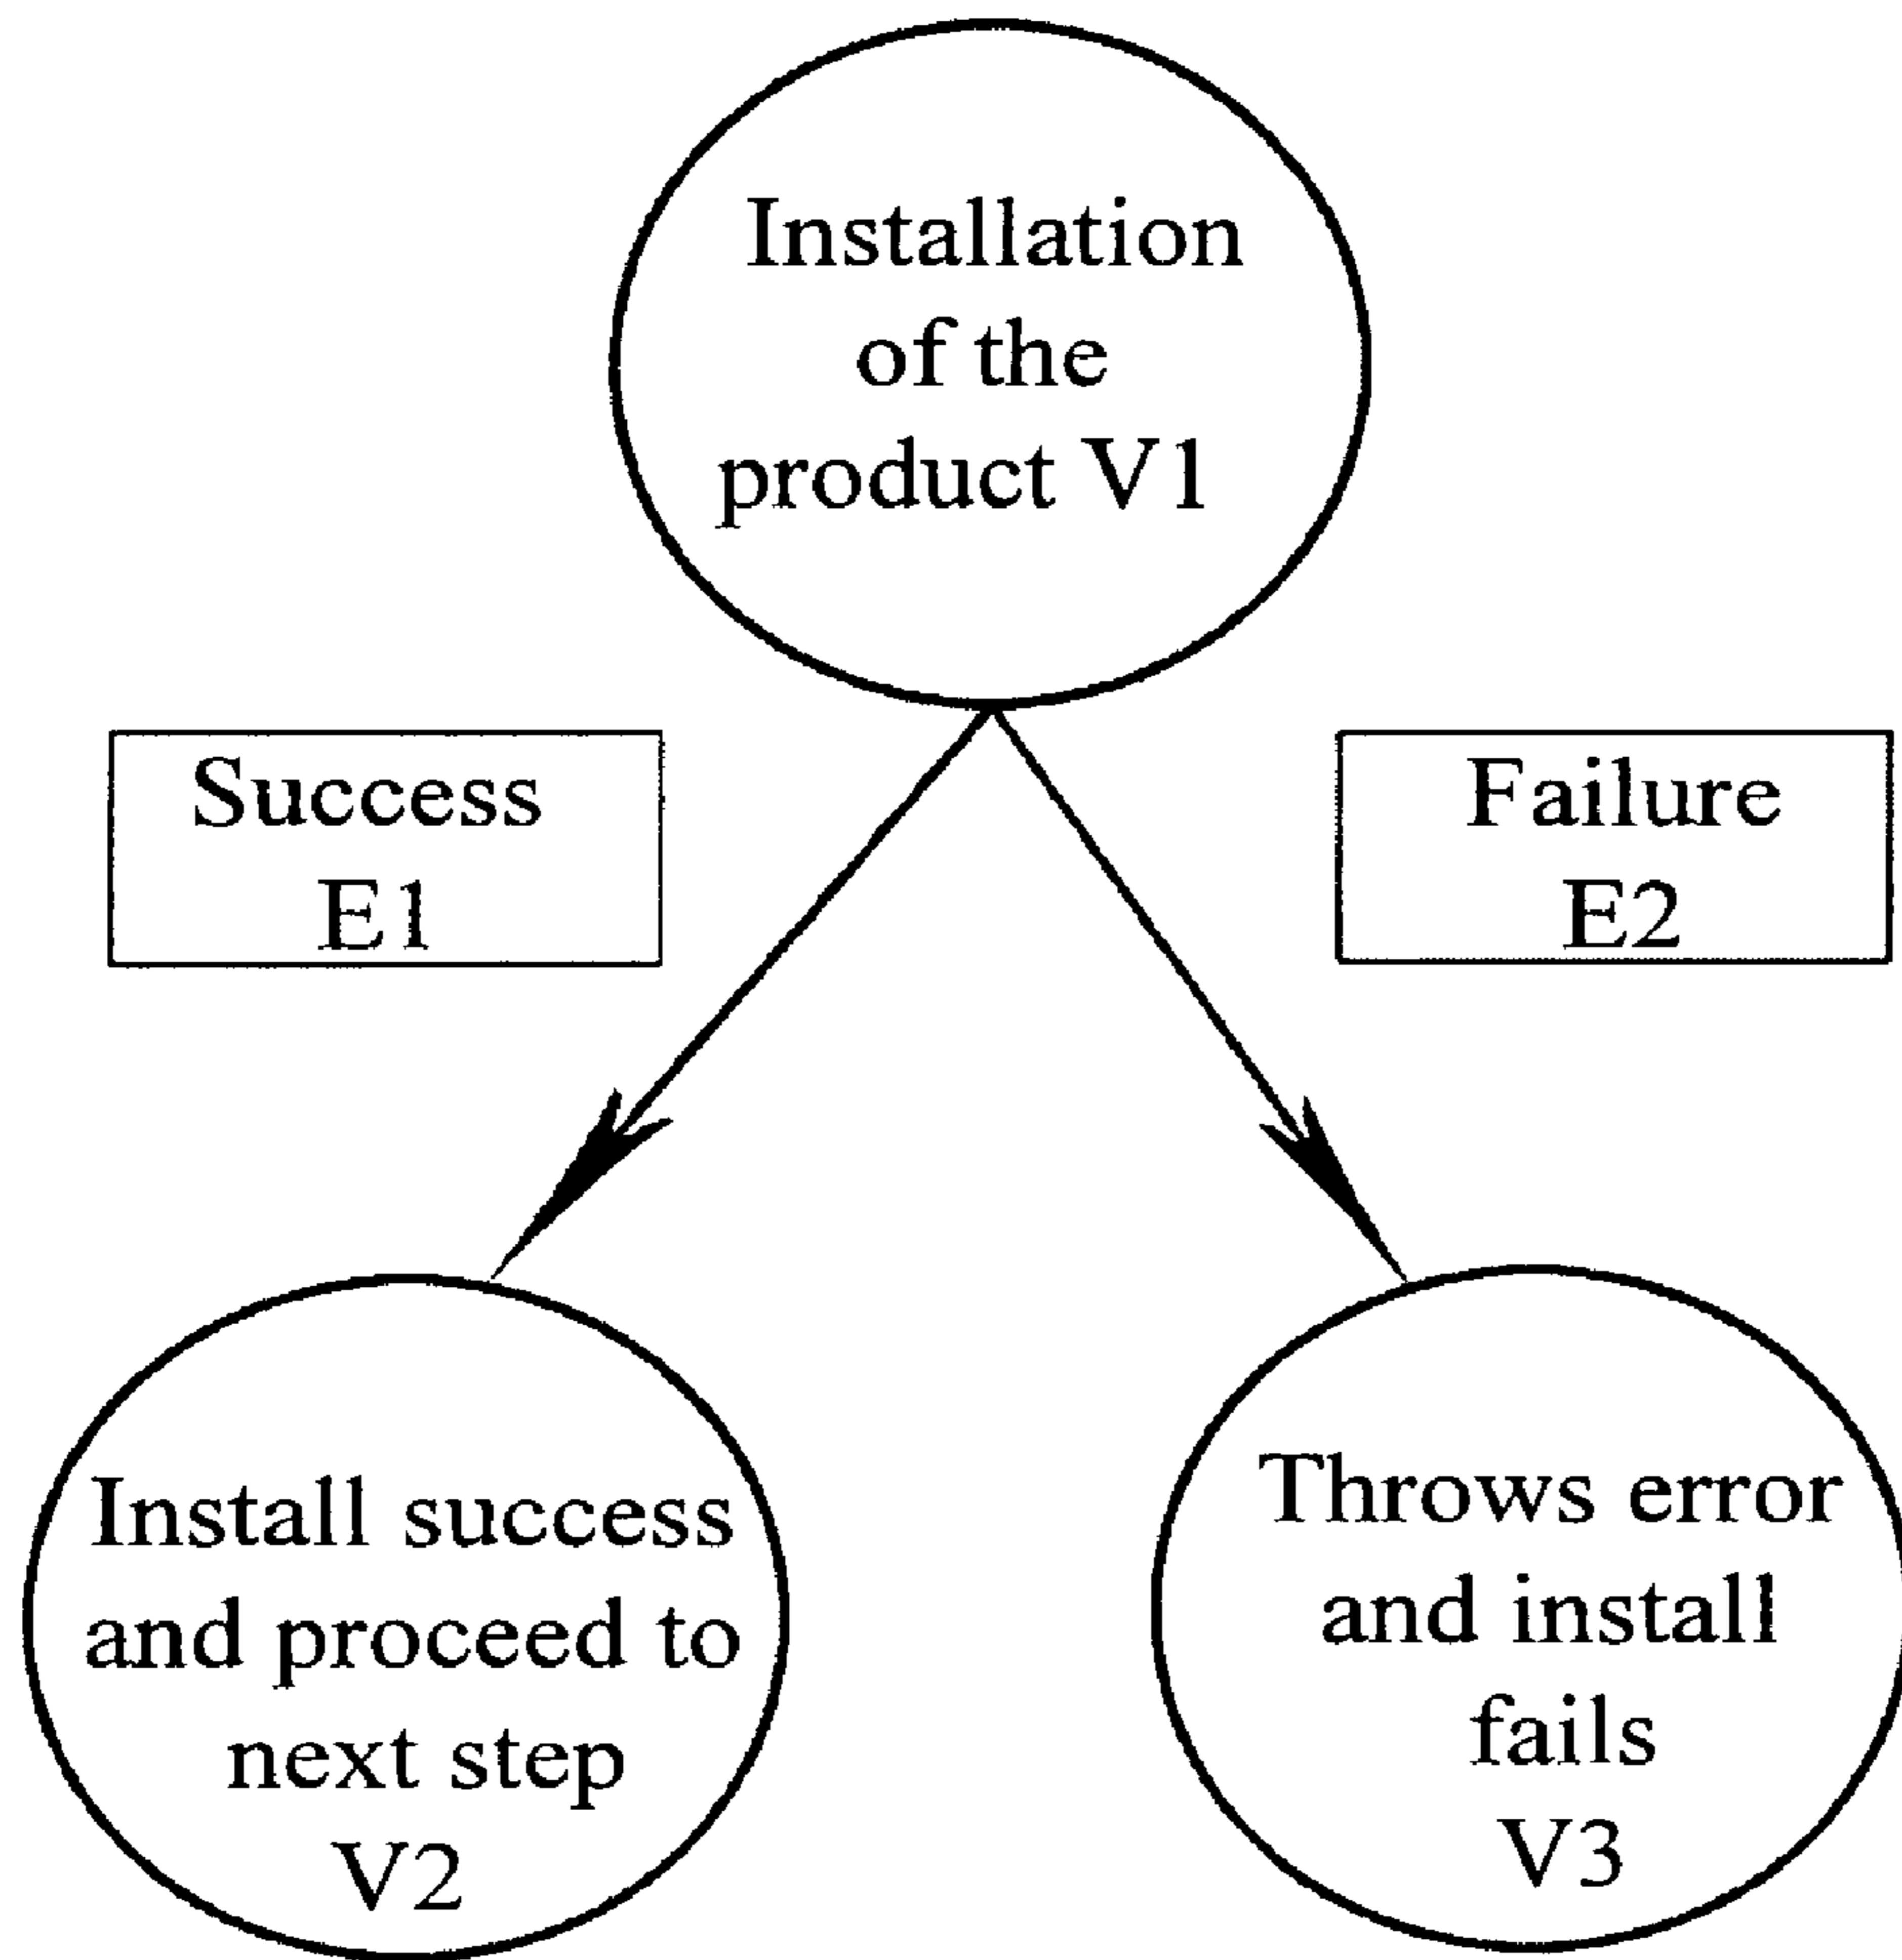 Installation
of the
product V1
Success
E1
Failure
E2
Install success
and proceed to
next step
V2
Throws error
and install
fails
V3